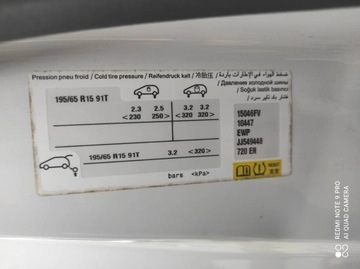 Pression pneu froid / Cold tire pressure / Reifendruck kalt / 冷胎压 / ضغط الهواء في الإطارات باردة
/ Давления холодной шины
/ Soğuk lastik basıncı
195/65 R15 91T
2.3 2.5 3.2 3.2
<230 250> <320 320>
195/65 R15 91T 3.2 <320>
bars <kPa>
15046FV
10447
EWP
JJ549446
720 EN
REDMI NOTE 9 PRO
AI QUAD CAMERA